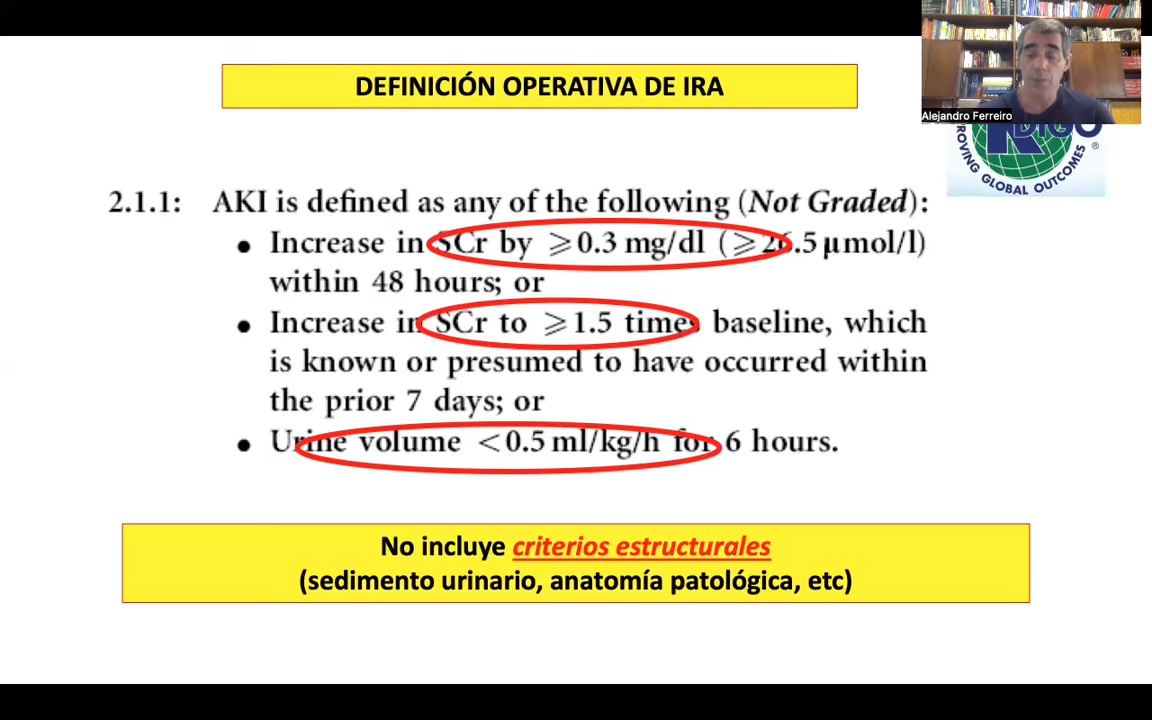 DEFINICIÓN OPERATIVA DE IRA
Alejandro Ferreiro
ROVING GLOBAL OUTCOMES
®
2.1.1: AKI is defined as any of the following (Not Graded):
• Increase in SCr by ⩾0.3 mg/dl (⩾26.5 μmol/l)
within 48 hours; or
• Increase in SCr to ⩾1.5 times baseline, which
is known or presumed to have occurred within
the prior 7 days; or
• Urine volume <0.5 ml/kg/h for 6 hours.
No incluye criterios estructurales
(sedimento urinario, anatomía patológica, etc)